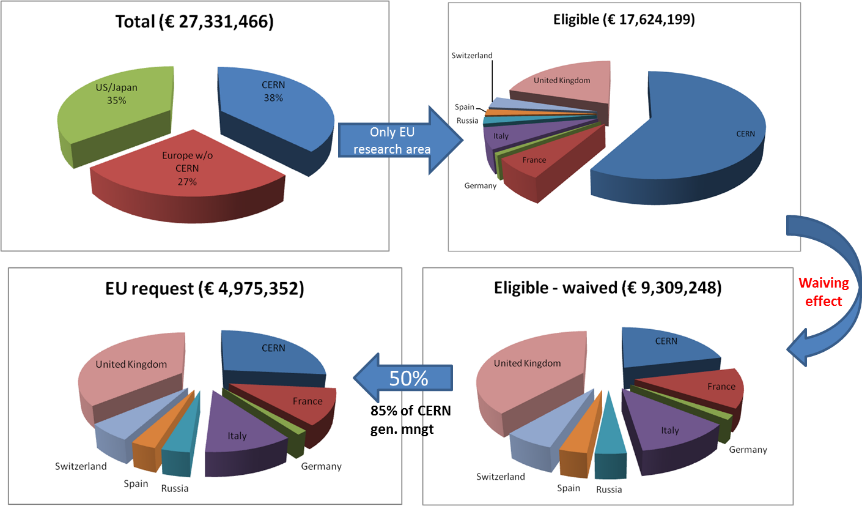 Total (€ 27,331,466)
US/Japan
35%
CERN
38%
Europe w/o
CERN
27%
Only EU
research area
Eligible (€ 17,624,199)
Switzerland
United Kingdom
Spain
Russia
Italy
CERN
France
Germany
Waiving
effect
Eligible - waived (€ 9,309,248)
CERN
United Kingdom
France
Italy
Germany
Switzerland
Spain
Russia
50%
85% of CERN
gen. mngt
EU request (€ 4,975,352)
CERN
United Kingdom
France
Italy
Switzerland
Germany
Spain
Russia